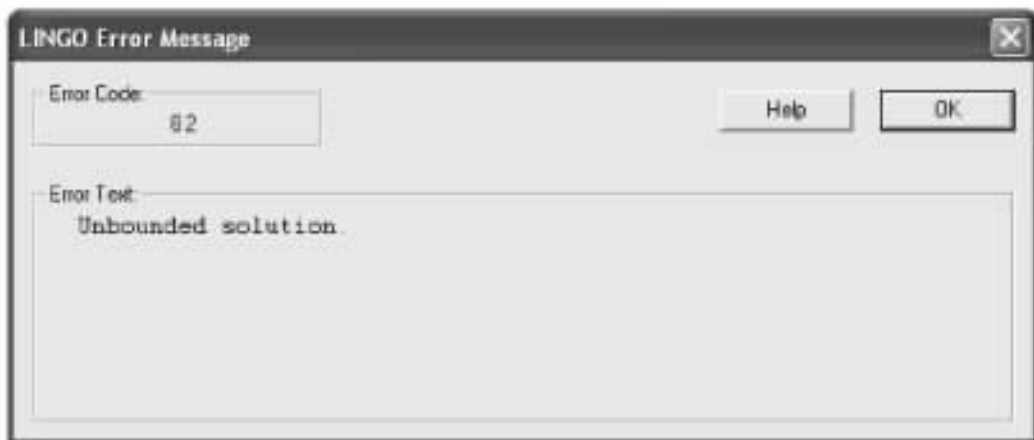 LINGO Error Message
Error Code:
82
Help
OK
Error Text:
Unbounded solution.